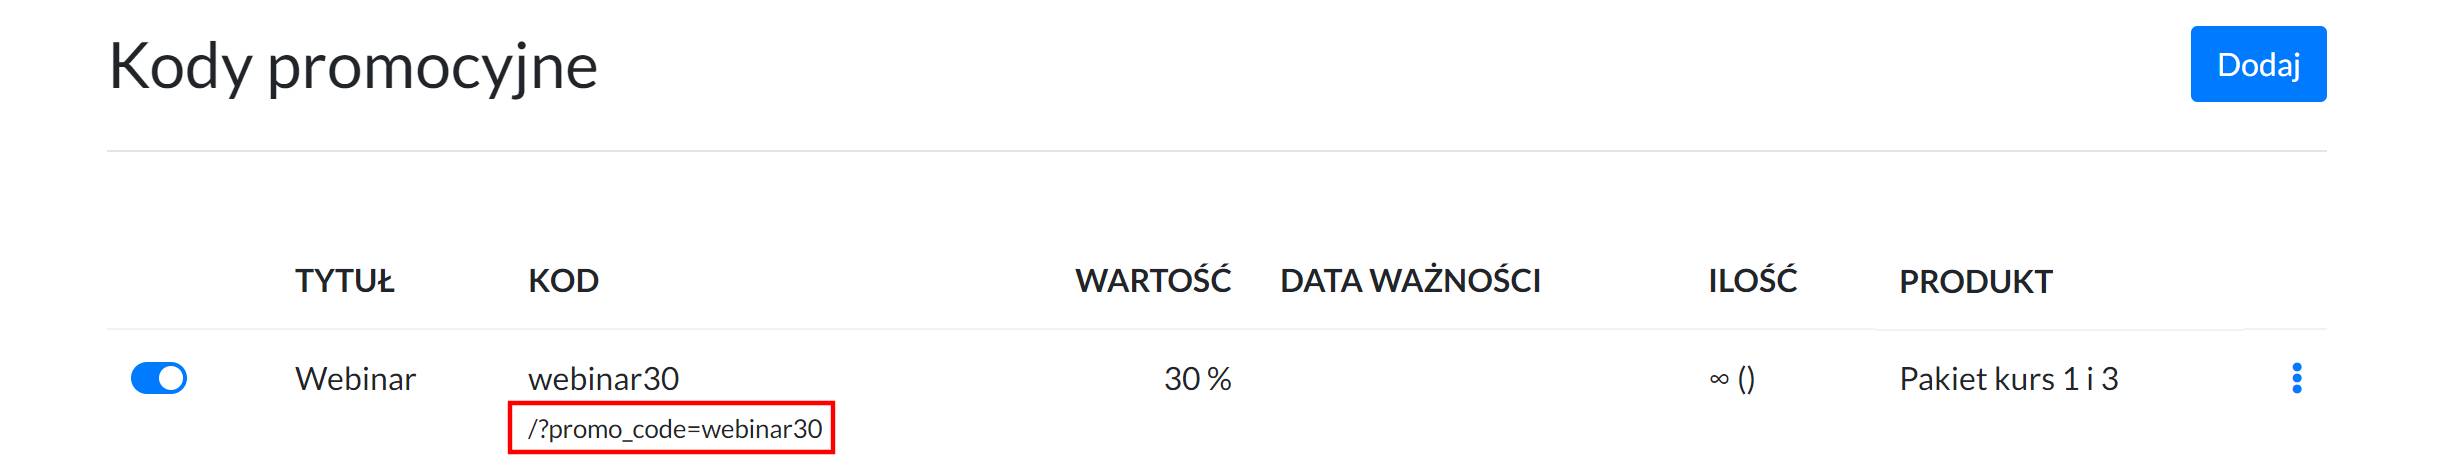 Kody promocyjne
Dodaj
TYTUŁ KOD WARTOŚĆ DATA WAŻNOŚCI ILOŚĆ PRODUKT
Webinar webinar30 30 % ∞ () Pakiet kurs 1 i 3
/?promo_code=webinar30